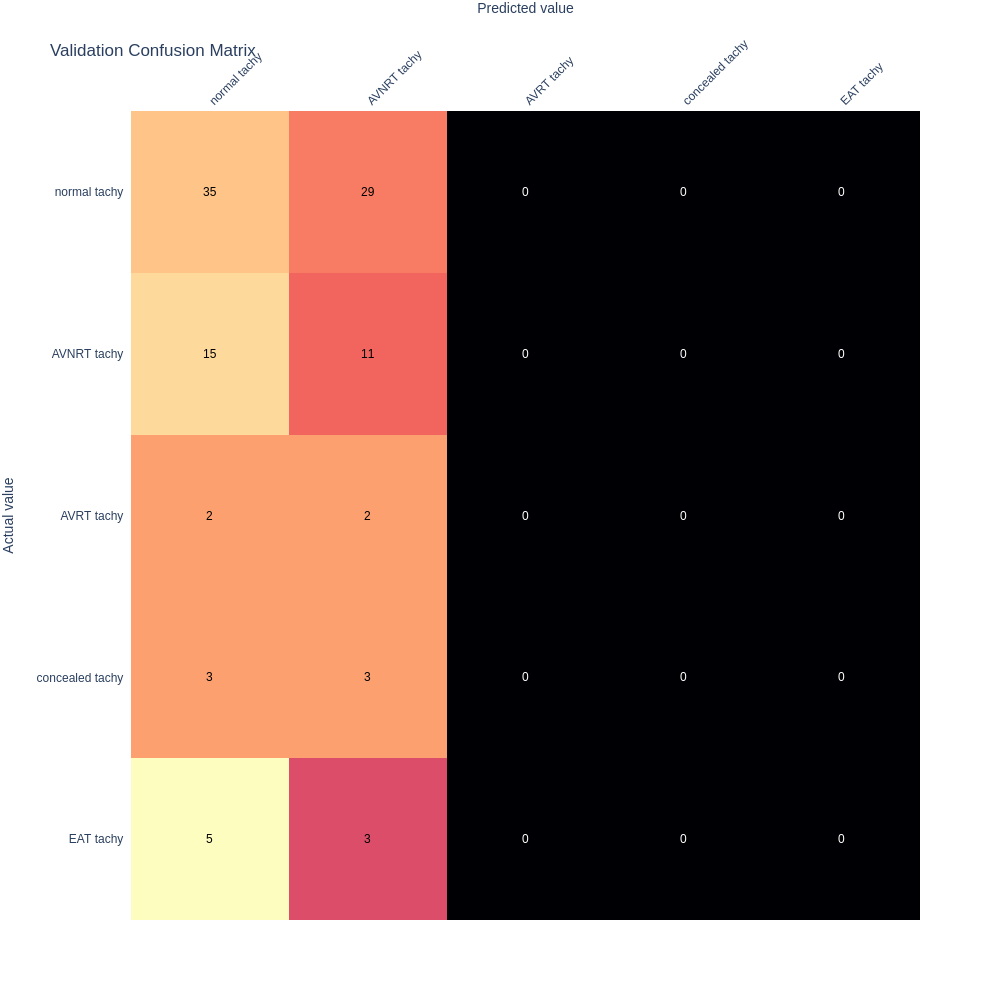 Predicted value
Validation Confusion Matrix
normal tachy AVNRT tachy AVRT tachy concealed tachy EAT tachy
normal tachy 35 29 0 0 0
AVNRT tachy 15 11 0 0 0
Actual value
AVRT tachy 2 2 0 0 0
concealed tachy 3 3 0 0 0
EAT tachy 5 3 0 0 0